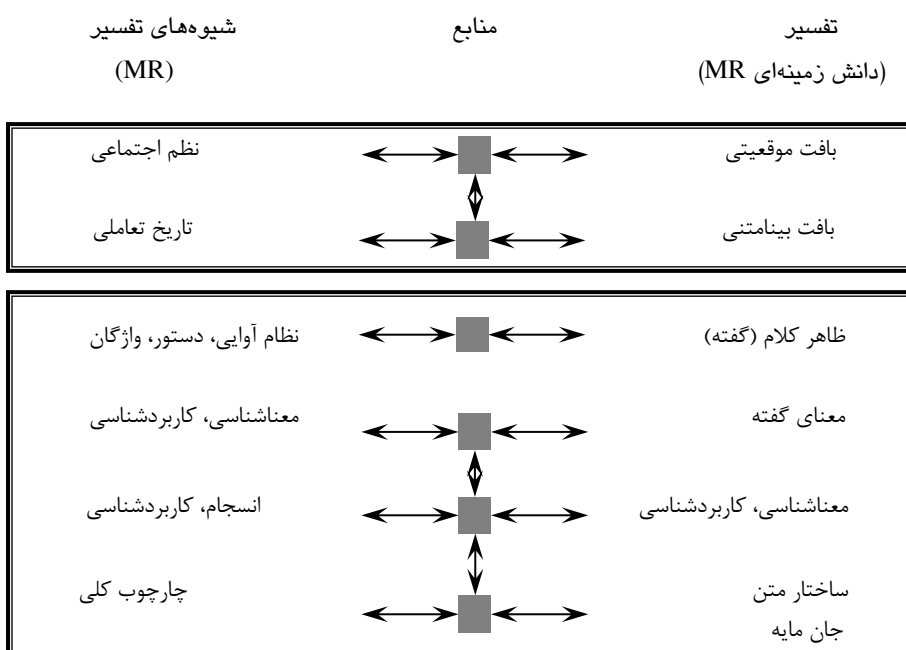 تفسیر منابع شیوه‌های تفسیر
(دانش زمینه‌ای MR) (MR)
بافت موقعیتی نظم اجتماعی
بافت بینامتنی تاریخ تعاملی
ظاهر کلام (گفته) نظام آوایی، دستور، واژگان
معنای گفته معناشناسی، کاربردشناسی
معناشناسی، کاربردشناسی انسجام، کاربردشناسی
ساختار متن چارچوب کلی
جان مایه